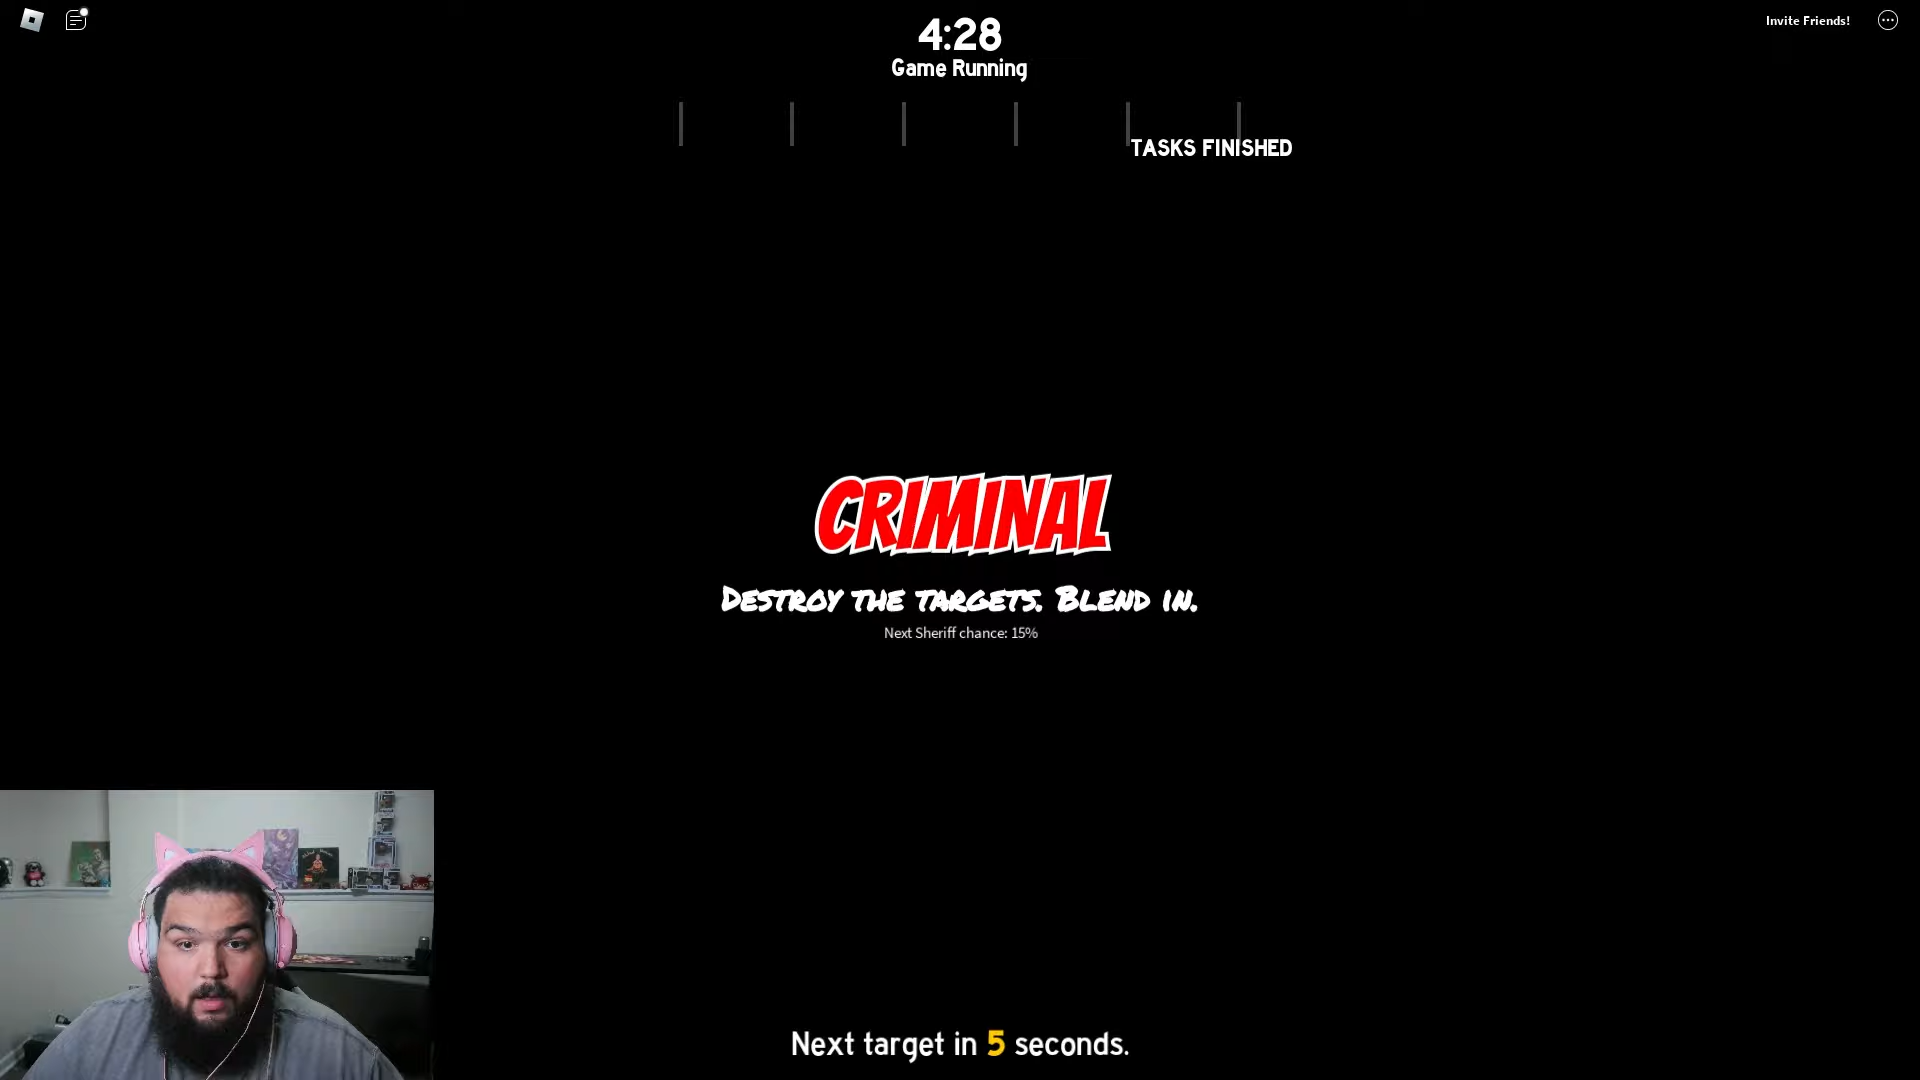 4:28
Invite Friends!
Game Running
TASKS FINISHED
CRIMINAL
DESTROY THE TARGETS. BLEND IN.
Next Sheriff chance: 15%
Next target in 5 seconds.